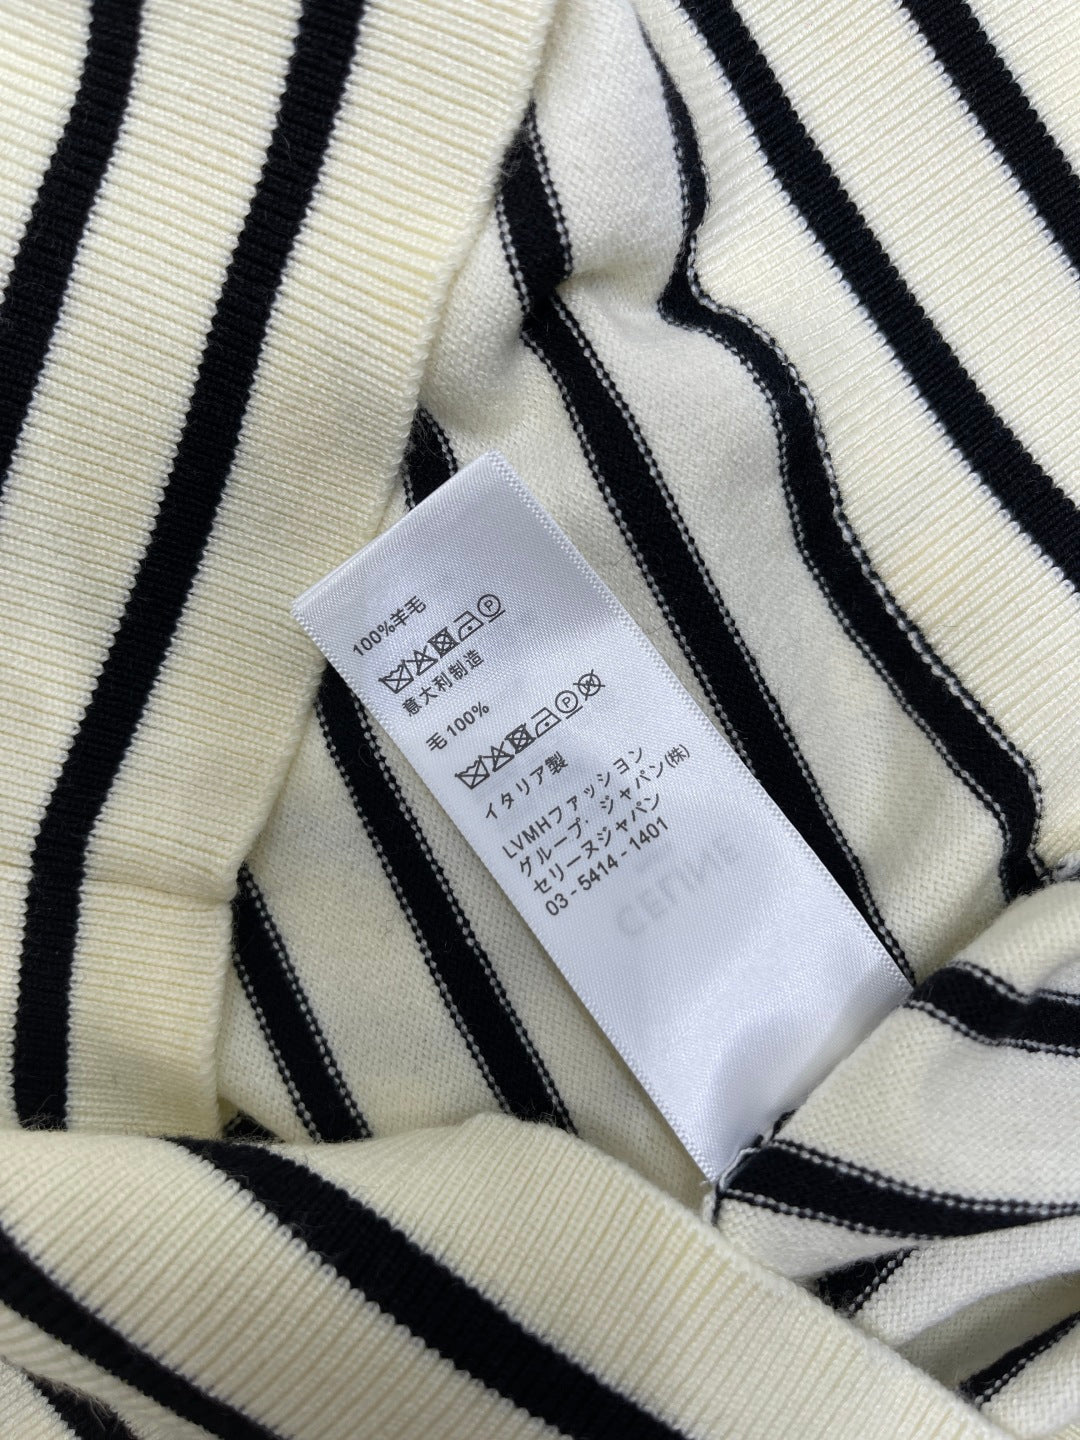 100%羊毛
意大利制造
毛 100%
イタリア製
LVMHファッション
グループ・ジャパン(株)
セリーヌジャパン
03 - 5414 - 1401
CELINE